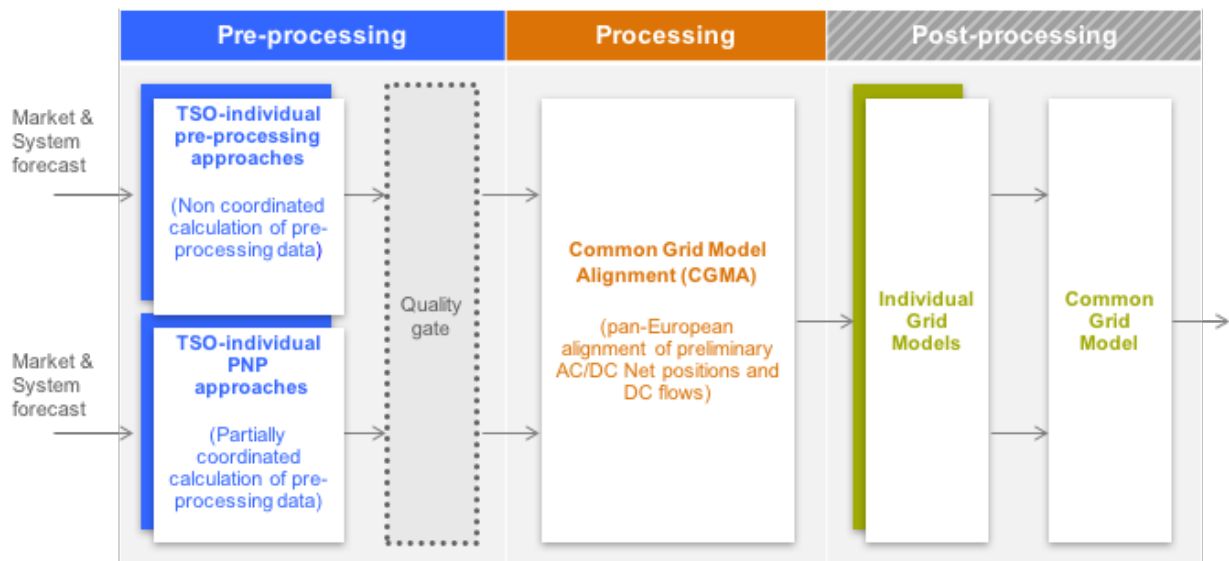 Pre-processing
Processing
Post-processing
Market &
System
forecast
TSO-individual
pre-processing
approaches
(Non coordinated
calculation of pre-
processing data)
Market &
System
forecast
TSO-individual
PNP
approaches
(Partially
coordinated
calculation of pre-
processing data)
Quality
gate
Common Grid Model
Alignment (CGMA)
(pan-European
alignment of preliminary
AC/DC Net positions and
DC flows)
Individual
Grid
Models
Common
Grid
Model